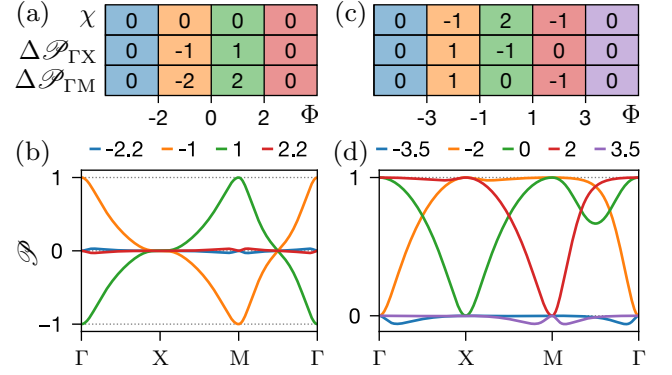 (a)
χ 0 0 0 0
Δ𝒫ΓX 0 -1 1 0
Δ𝒫ΓM 0 -2 2 0
-2 0 2 Φ
(c)
0 -1 2 -1 0
0 1 -1 0 0
0 1 0 -1 0
-3 -1 1 3 Φ
(b)
-2.2 -1 1 2.2
1
0
−1
𝒫
Γ X M Γ
(d)
-3.5 -2 0 2 3.5
1
0
Γ X M Γ